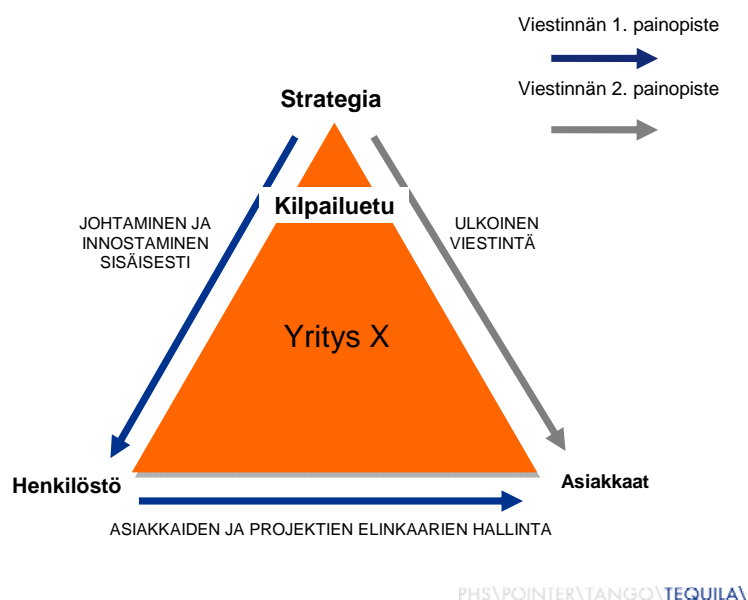 Viestinnän 1. painopiste
Viestinnän 2. painopiste
Strategia
Kilpailuetu
JOHTAMINEN JA
INNOSTAMINEN
SISÄISESTI
ULKOINEN
VIESTINTÄ
Yritys X
Henkilöstö
Asiakkaat
ASIAKKAIDEN JA PROJEKTIEN ELINKAARIEN HALLINTA
PHS\POINTER\TANGO\TEQUILA\